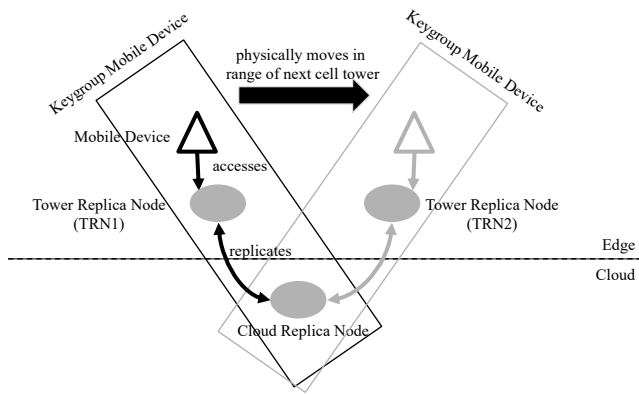 Keygroup Mobile Device
physically moves in
range of next cell tower
Keygroup Mobile Device
Mobile Device
accesses
Tower Replica Node
(TRN1)
Tower Replica Node
(TRN2)
replicates
Edge
Cloud
Cloud Replica Node